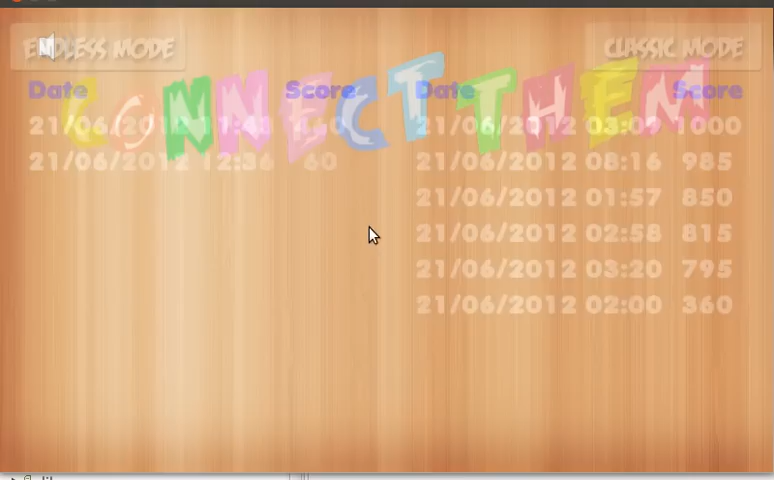 ENDLESS MODE
CLASSIC MODE
CONNECT THEM
Date Score
21/06/2012 12:36 60
Date Score
21/06/2012 03:07 1000
21/06/2012 08:16 985
21/06/2012 01:57 850
21/06/2012 02:58 815
21/06/2012 03:20 795
21/06/2012 02:00 360